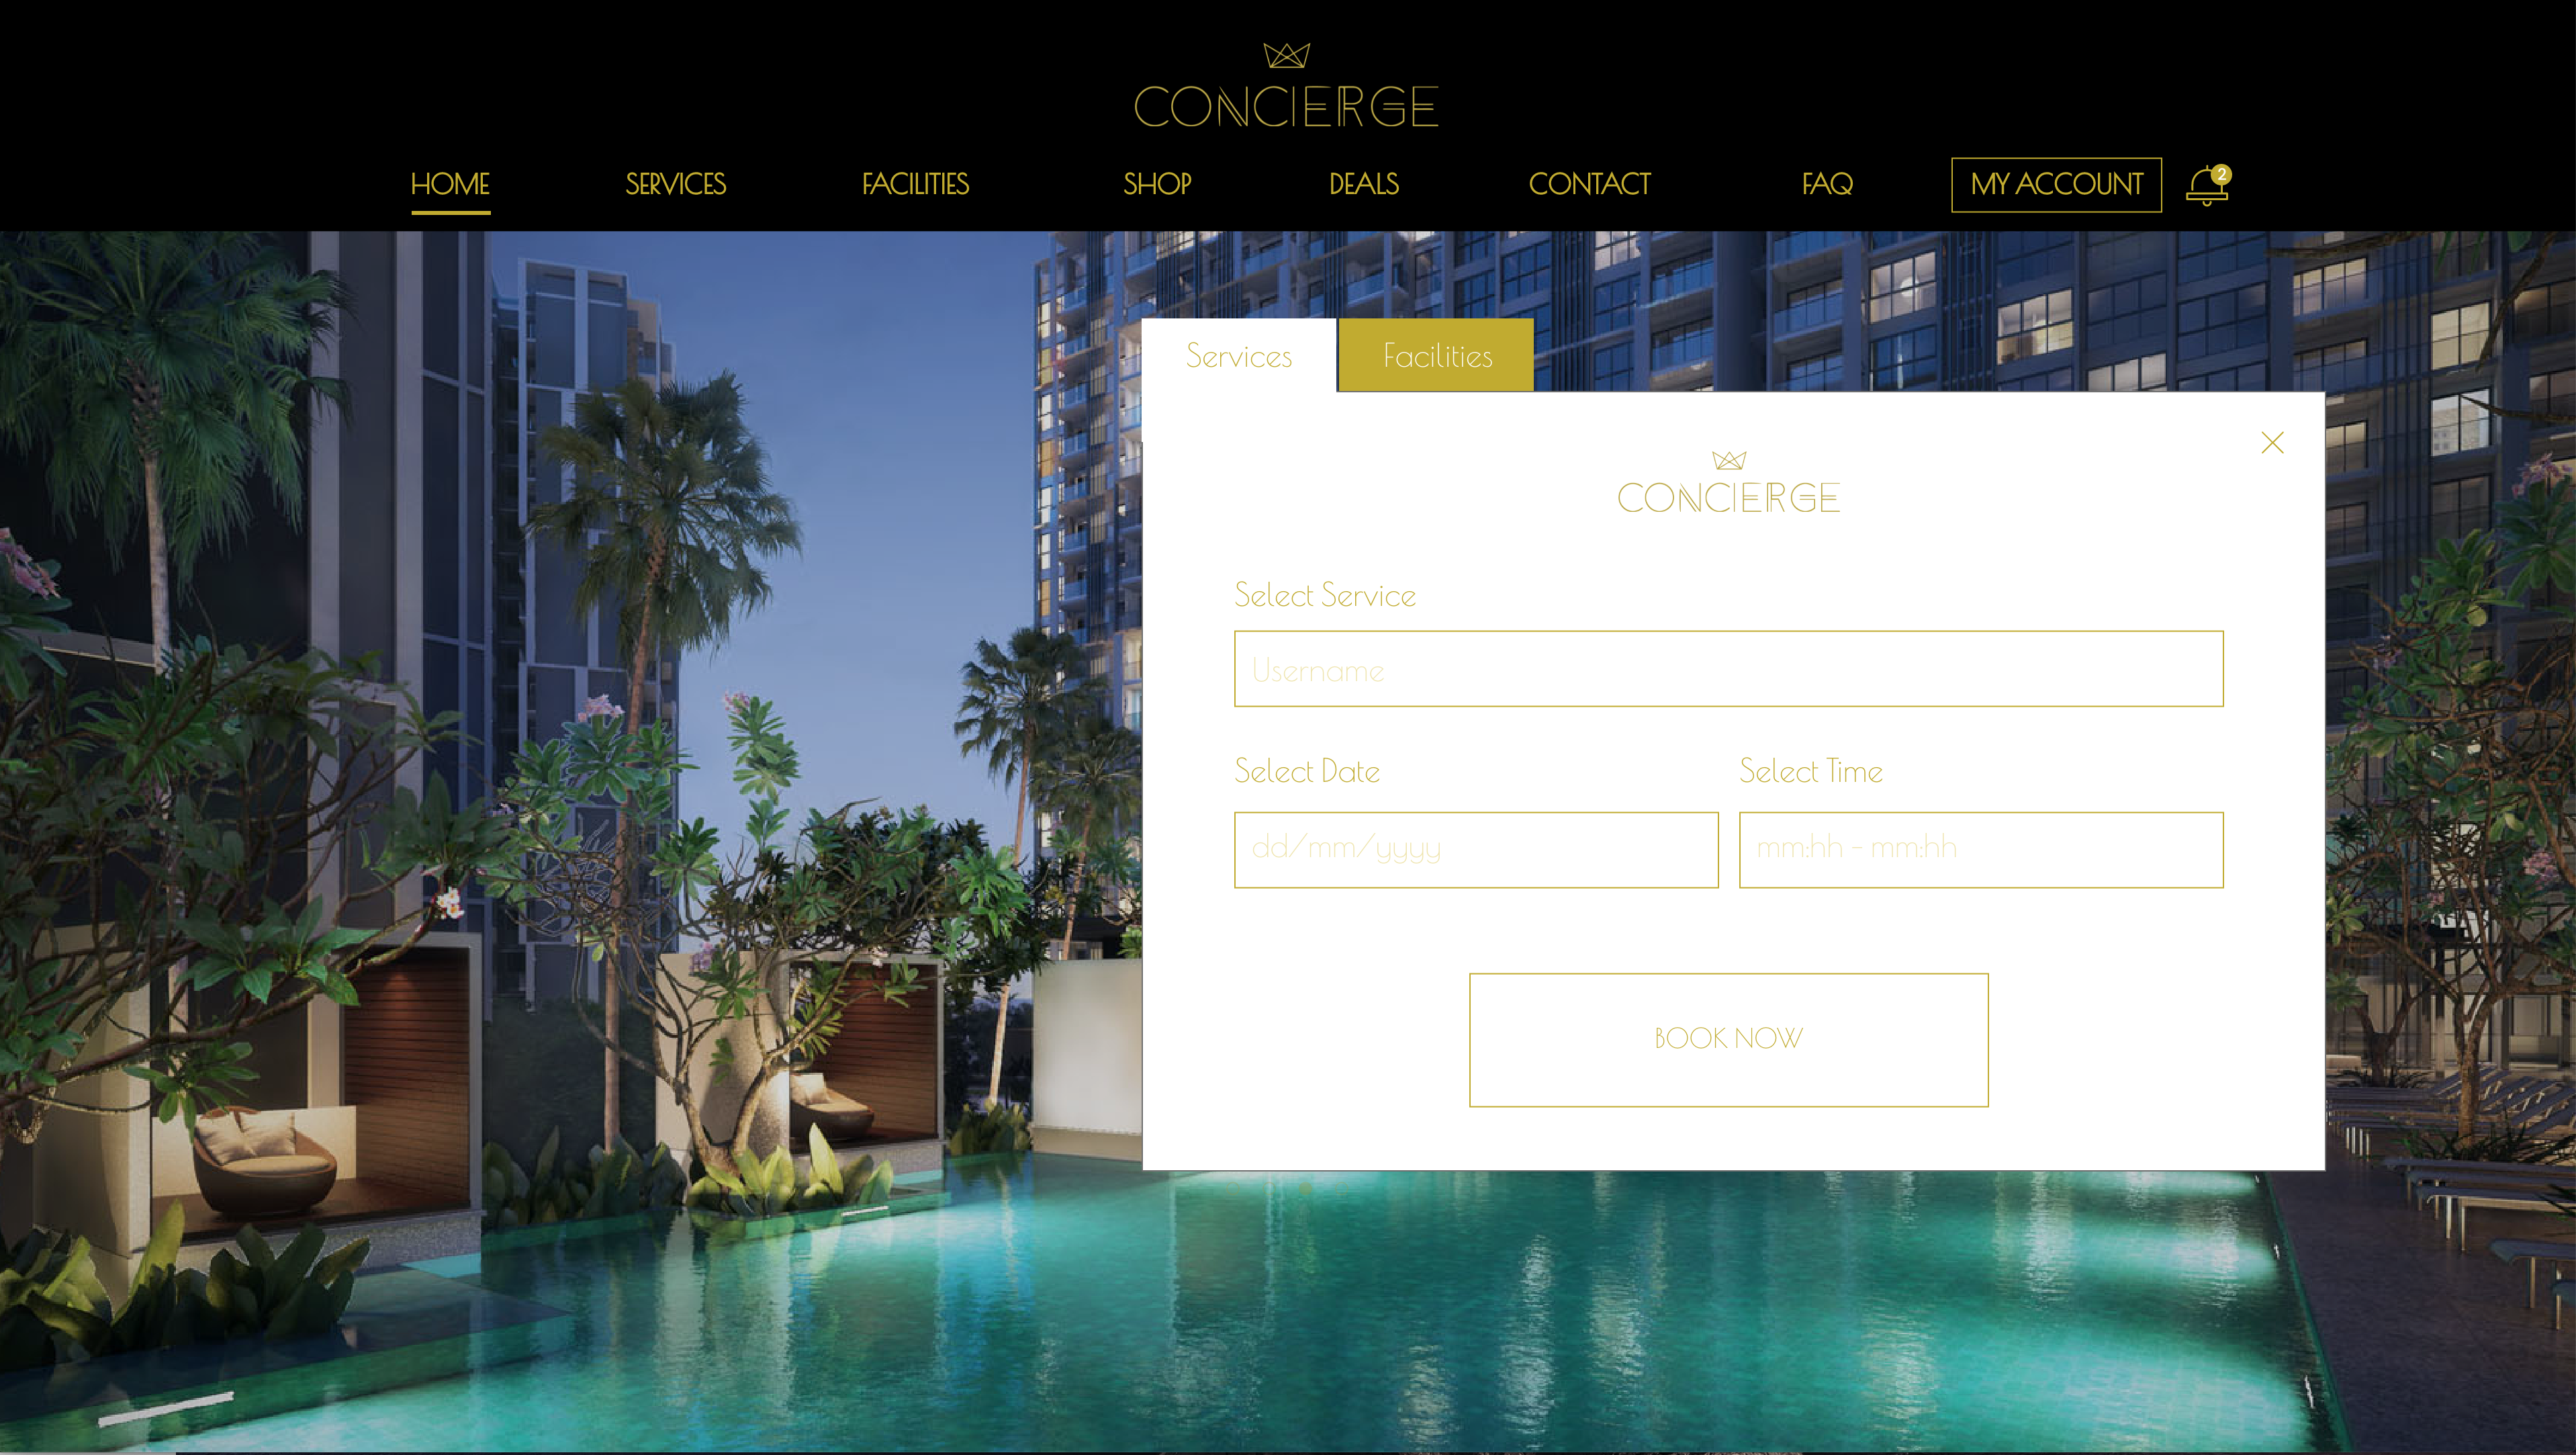 CONCIERGE
HOME SERVICES FACILITIES SHOP DEALS CONTACT FAQ MY ACCOUNT 2
Services Facilities
CONCIERGE
Select Service
Username
Select Date Select Time
dd/mm/yyyy mm:hh - mm:hh
BOOK NOW